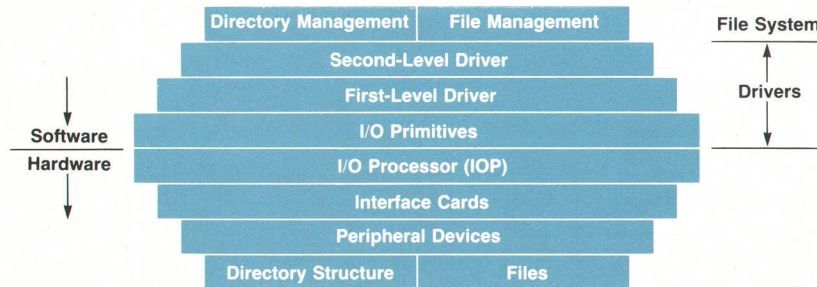 Directory Management File Management File System
Second-Level Driver
First-Level Driver Drivers
I/O Primitives
Software
Hardware
I/O Processor (IOP)
Interface Cards
Peripheral Devices
Directory Structure Files